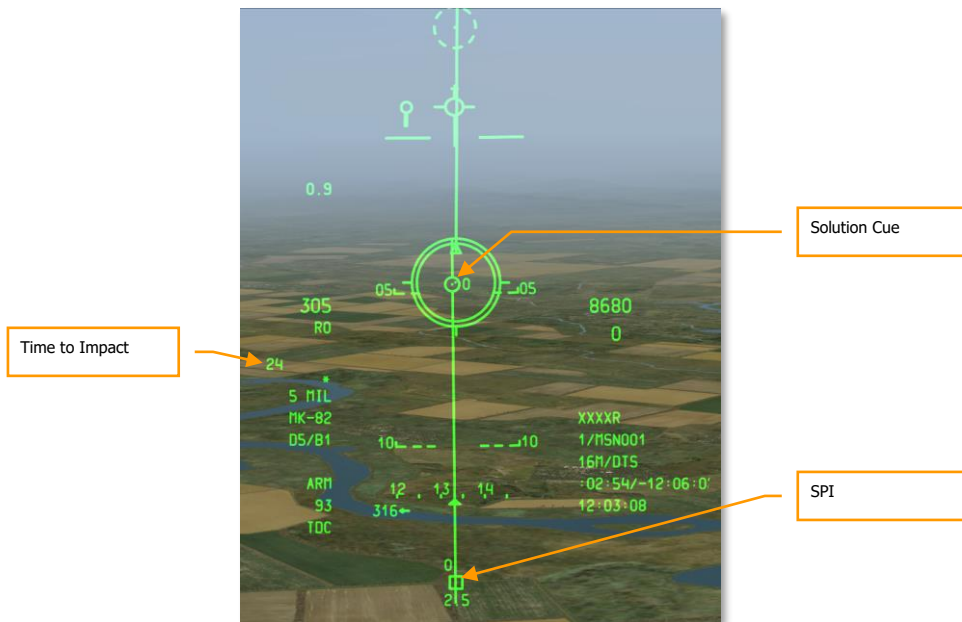 0.9
Solution Cue
0
05 05
305 8680
R0 0
Time to Impact
24
*
5 MIL
MK-82 XXXXR
D5/B1 10 10 1/MSN001
16M/DTS
ARM 12 13 14 :02:54/-12:06:0
93 316← 12:03:08
SPI
TDC
0
2.5